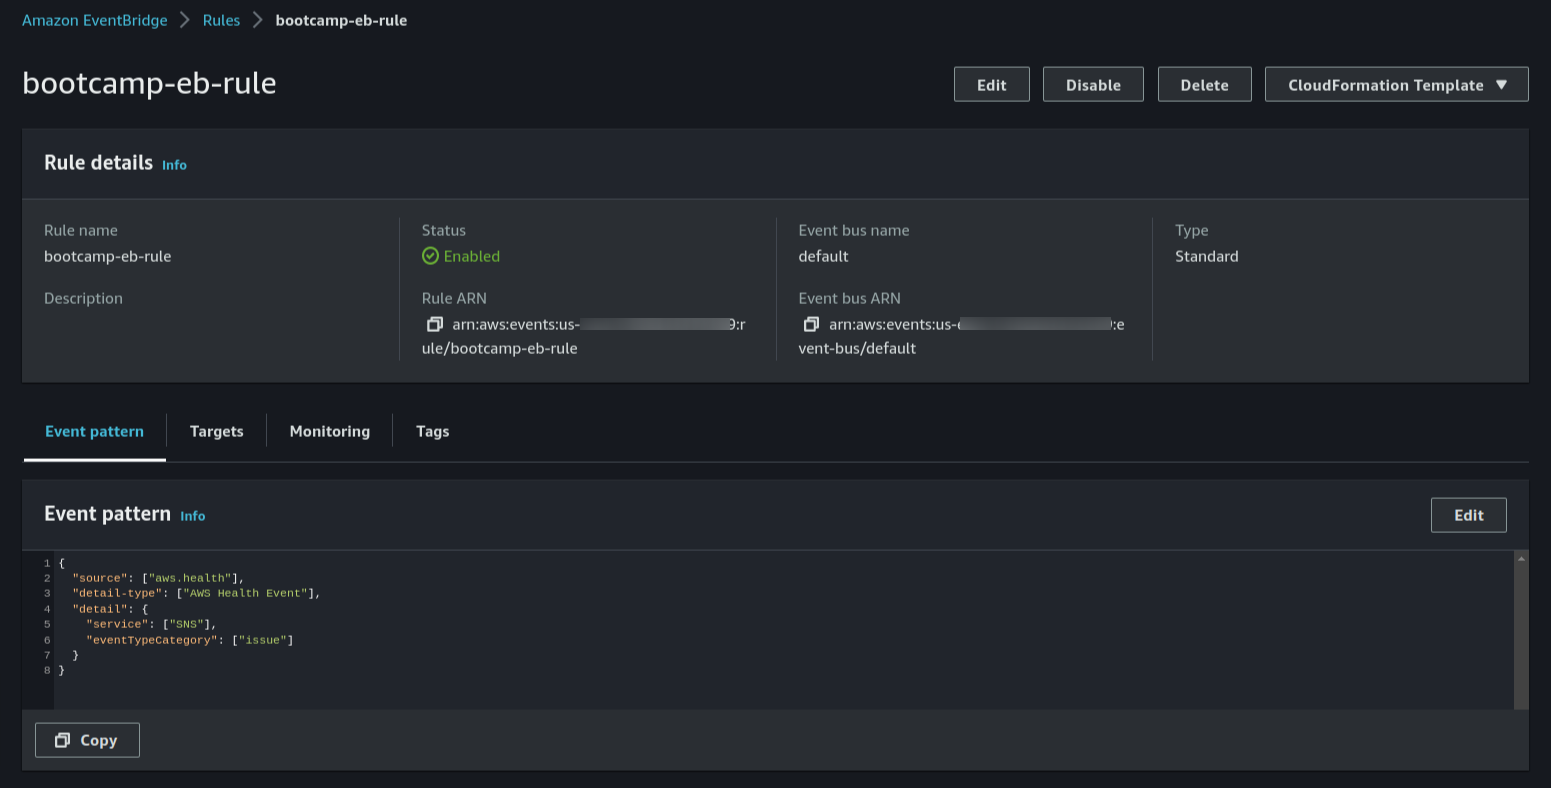 Amazon EventBridge > Rules > bootcamp-eb-rule
bootcamp-eb-rule
Edit Disable Delete CloudFormation Template ▼
Rule details Info
Rule name
bootcamp-eb-rule
Description
Status
Enabled
Rule ARN
arn:aws:events:us- 9:r
ule/bootcamp-eb-rule
Event bus name
default
Event bus ARN
arn:aws:events:us- :e
vent-bus/default
Type
Standard
Event pattern Targets Monitoring Tags
Event pattern Info
Edit
1 {
2   "source": ["aws.health"],
3   "detail-type": ["AWS Health Event"],
4   "detail": {
5     "service": ["SNS"],
6     "eventTypeCategory": ["issue"]
7   }
8 }
Copy